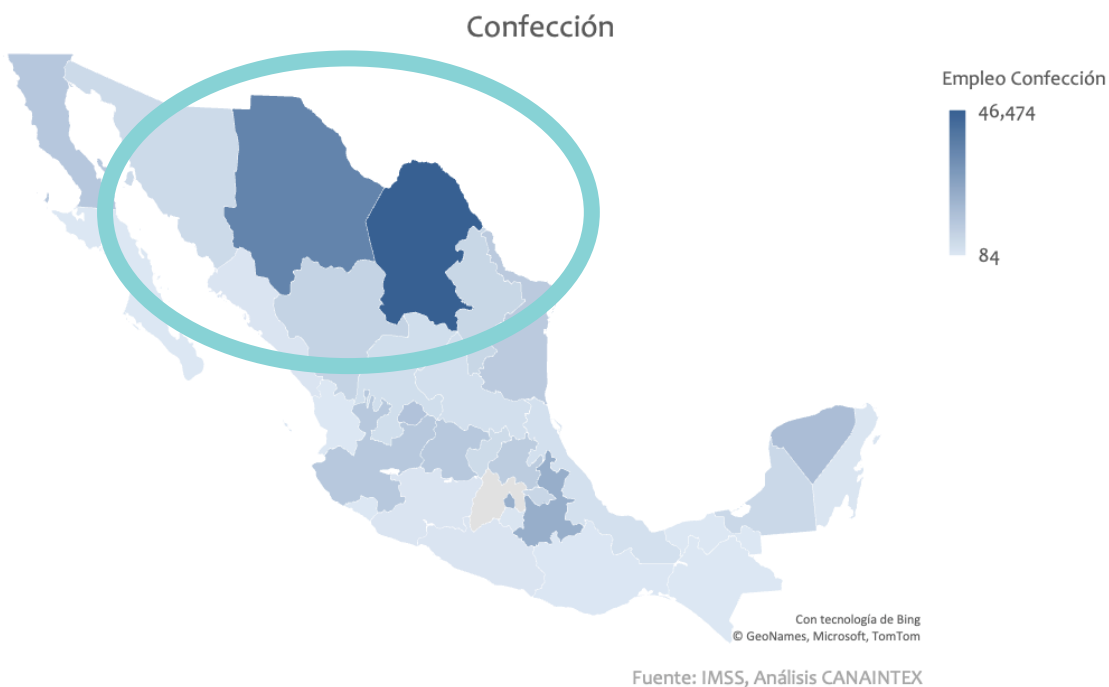 Confección
Empleo Confección
46,474
84
Con tecnología de Bing
© GeoNames, Microsoft, TomTom
Fuente: IMSS, Análisis CANAINTEX